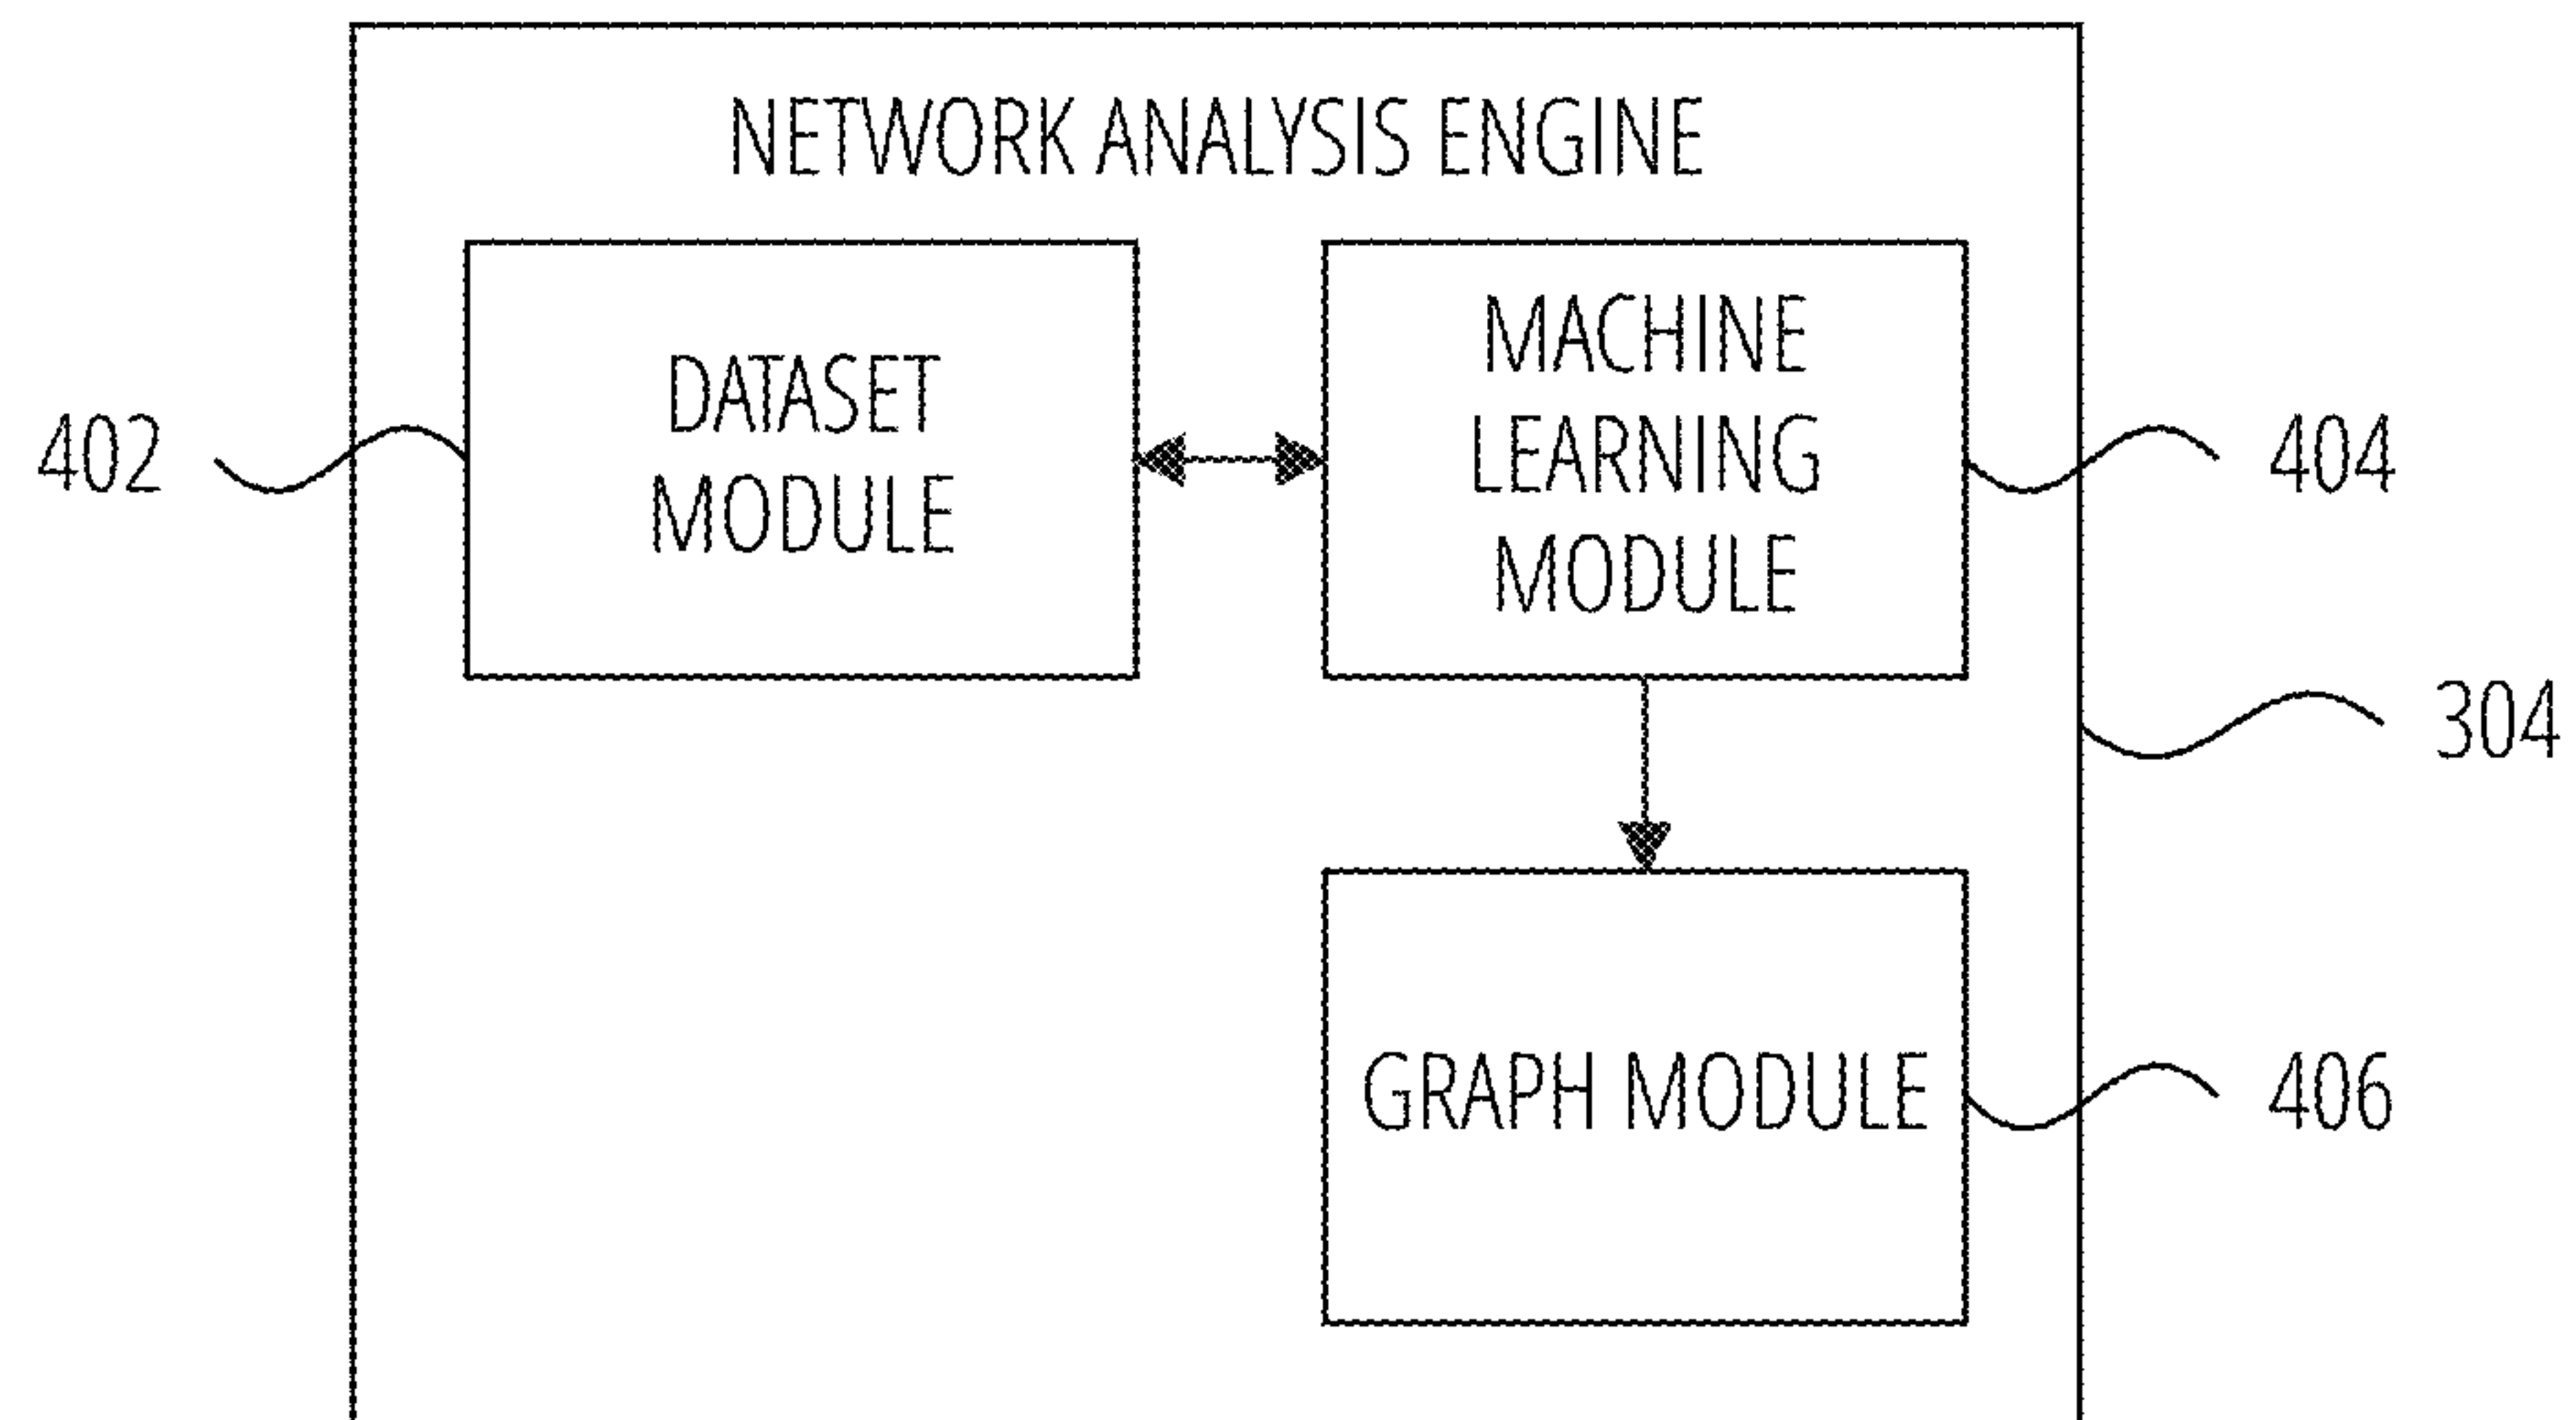 NETWORK ANALYSIS ENGINE
DATASET
MODULE
MACHINE
LEARNING
MODULE
402
404
304
GRAPH MODULE
406